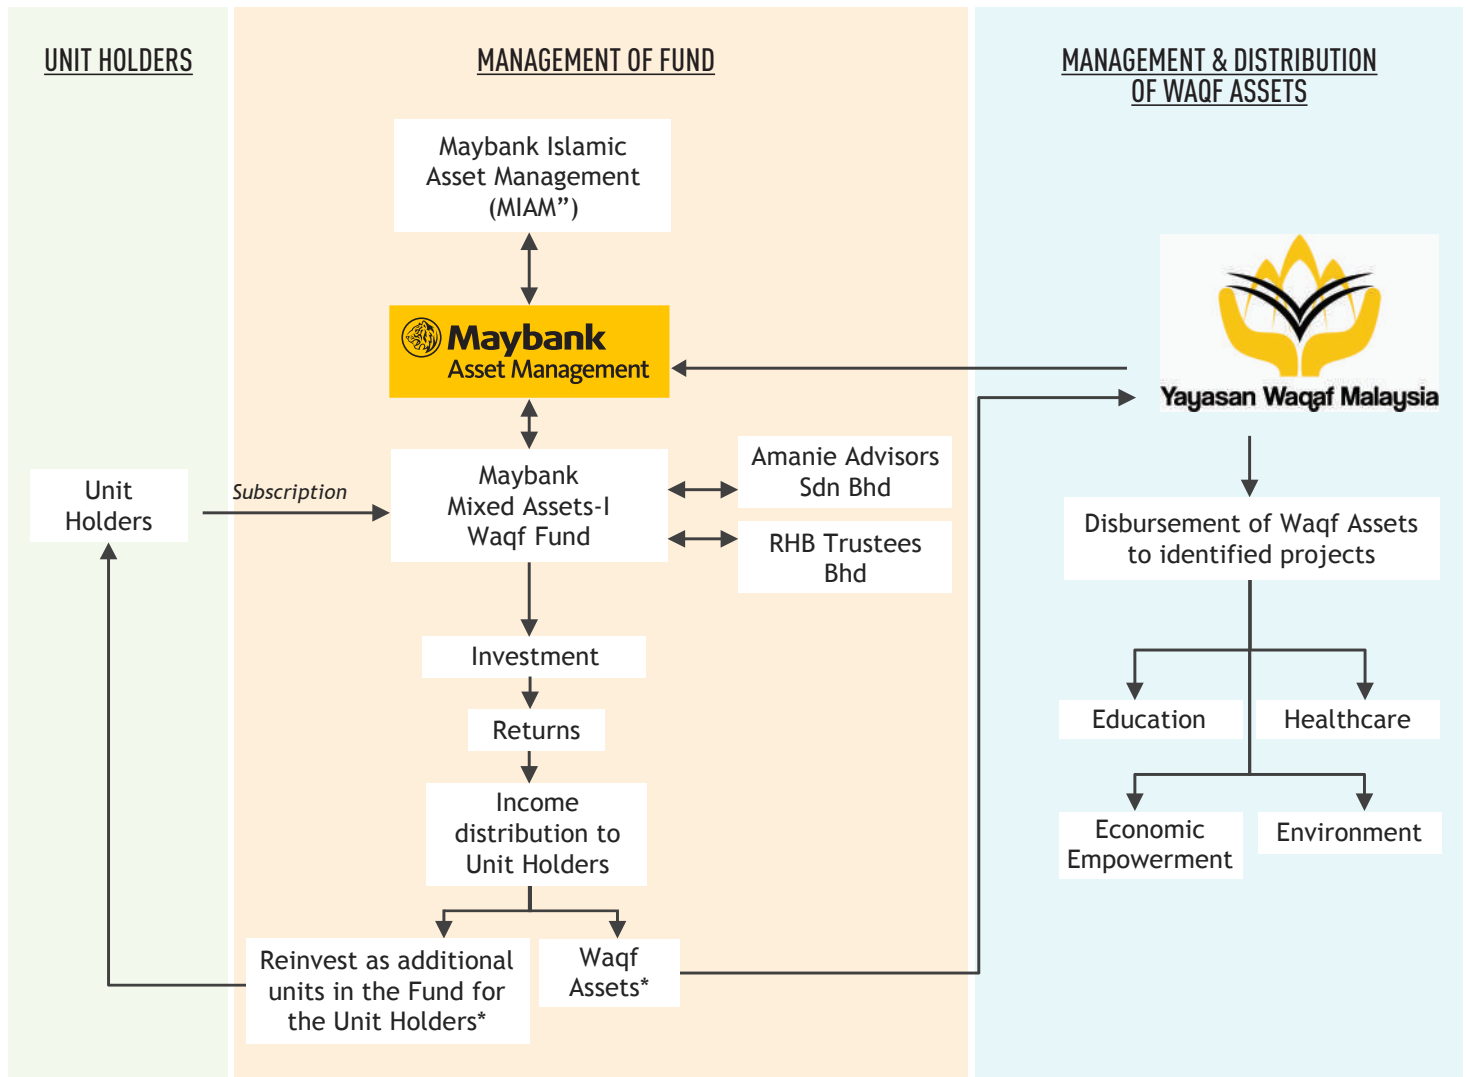 UNIT HOLDERS
MANAGEMENT OF FUND
MANAGEMENT & DISTRIBUTION
OF WAQF ASSETS
Maybank Islamic
Asset Management
(MIAM”)
Maybank
Asset Management
Yayasan Waqaf Malaysia
Unit
Holders
Subscription
Maybank
Mixed Assets-I
Waqf Fund
Amanie Advisors
Sdn Bhd
RHB Trustees
Bhd
Disbursement of Waqf Assets
to identified projects
Investment
Returns
Income
distribution to
Unit Holders
Education
Healthcare
Economic
Empowerment
Environment
Reinvest as additional
units in the Fund for
the Unit Holders*
Waqf
Assets*